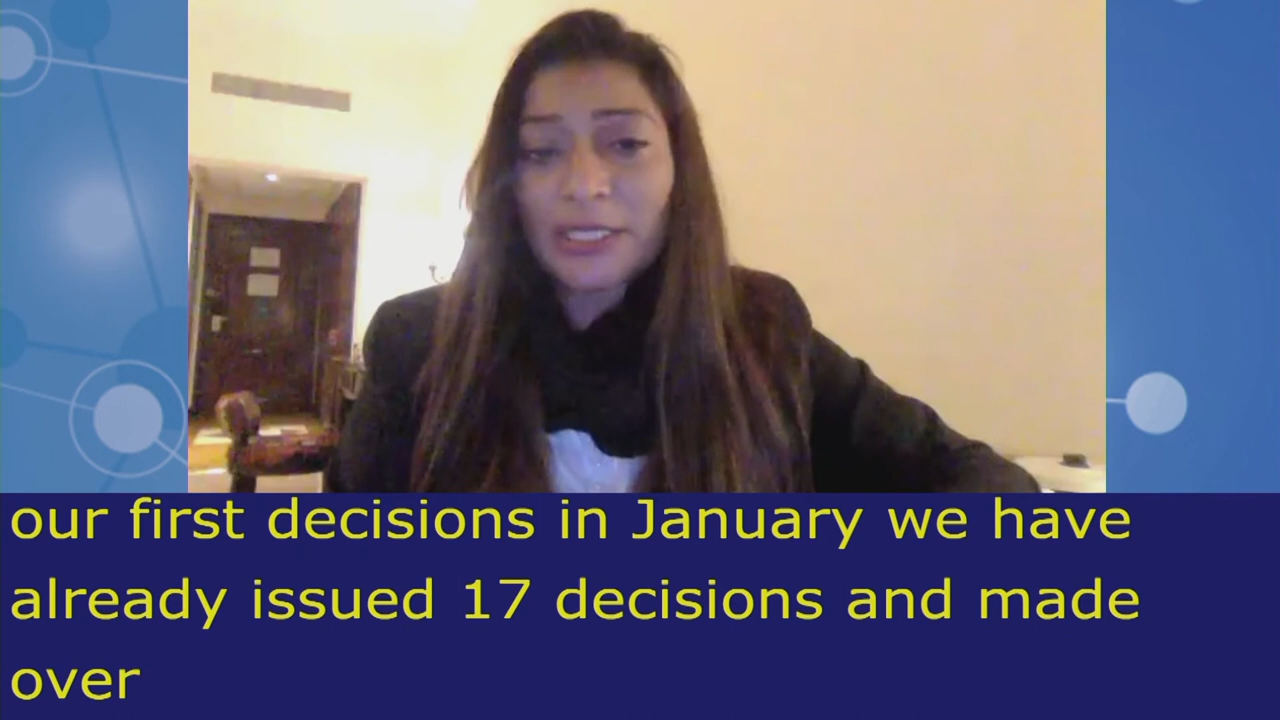 our first decisions in January we have
already issued 17 decisions and made
over